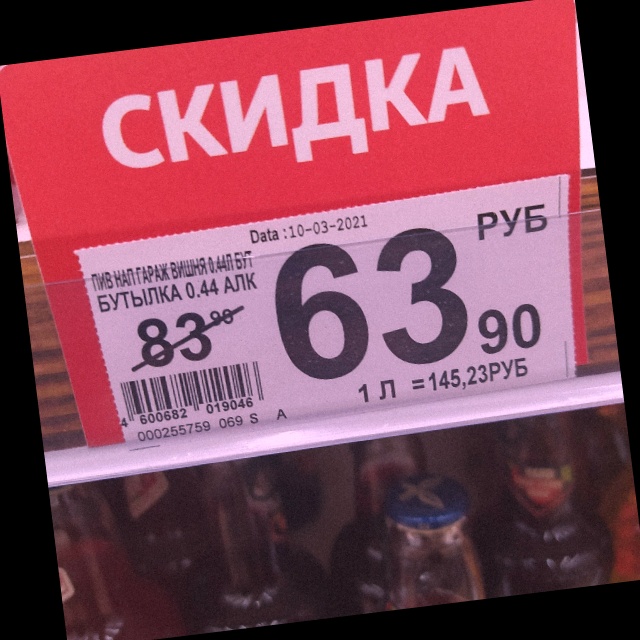 СКИДКА
Data :10-03-2021
РУБ
ПИВ НАП ГАРАЖ ВИШНЯ 0.44Л БУТ
БУТЫЛКА 0.44 АЛК
83 99
63 90
1 Л =145,23РУБ
4 600682 019046
000255759 069 S A